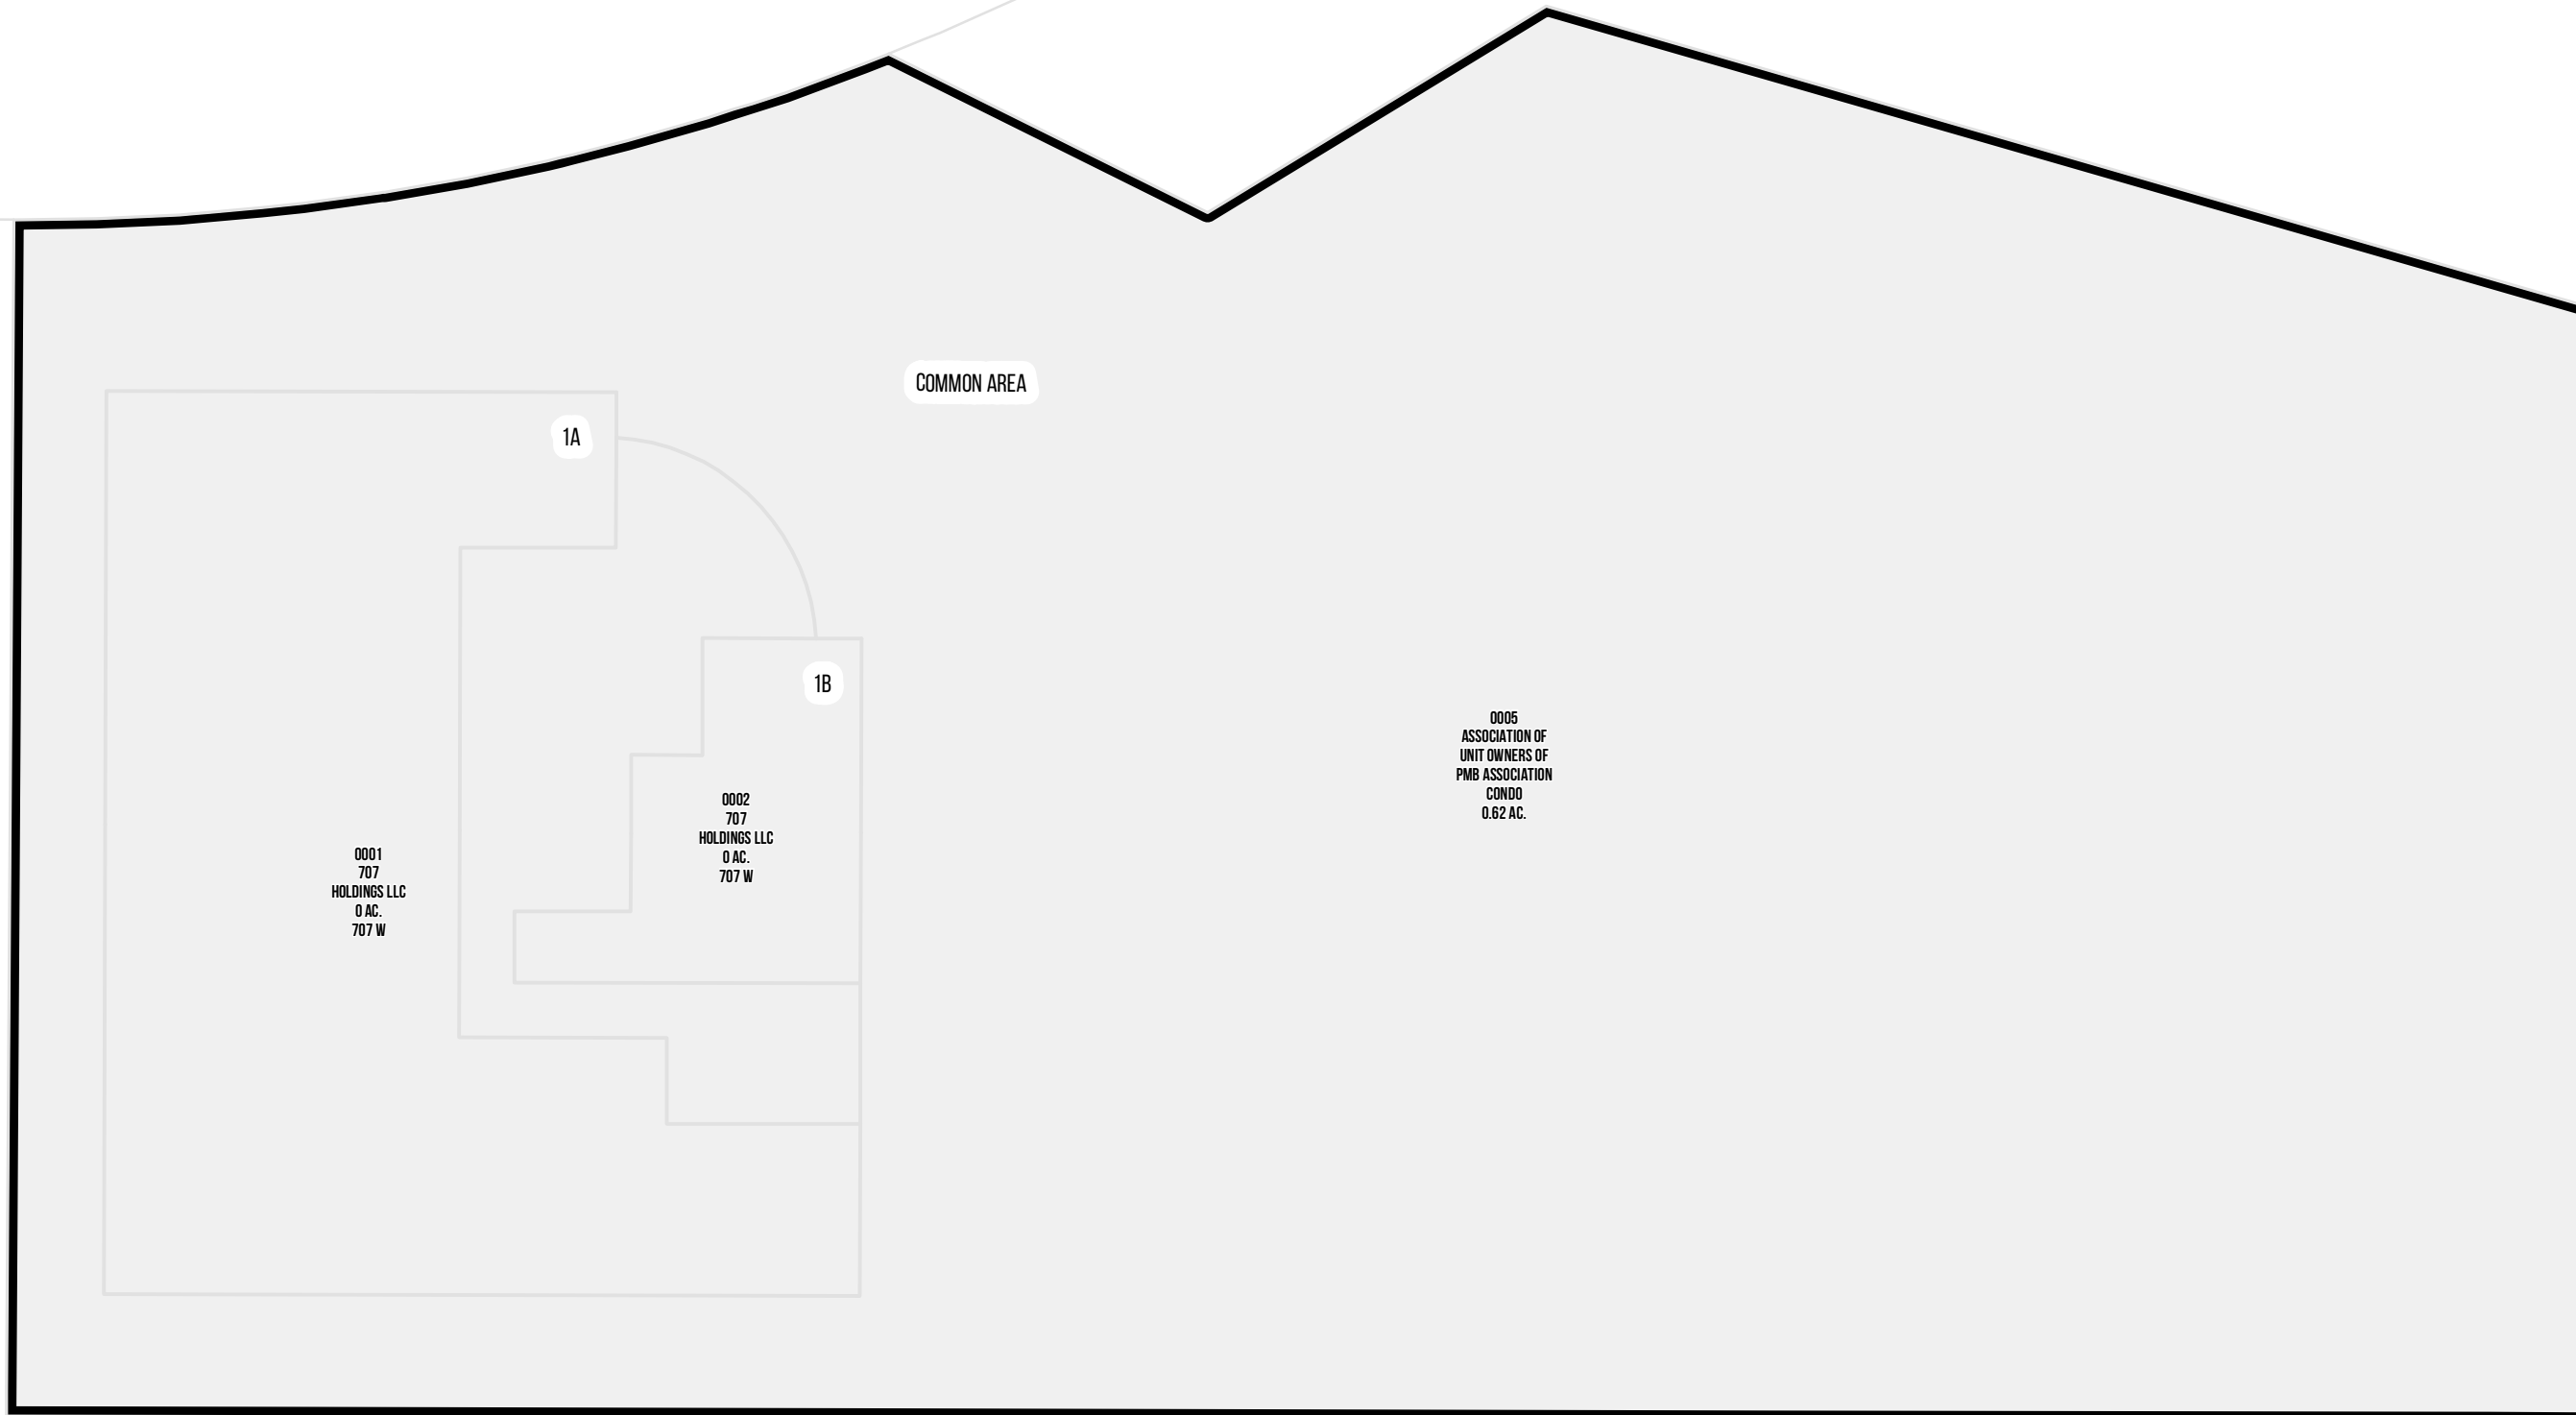 COMMON AREA
1A
1B
0005
ASSOCIATION OF
UNIT OWNERS OF
PMB ASSOCIATION
CONDO
0.62 AC.
0002
707
HOLDINGS LLC
0 AC.
707 W
0001
707
HOLDINGS LLC
0 AC.
707 W